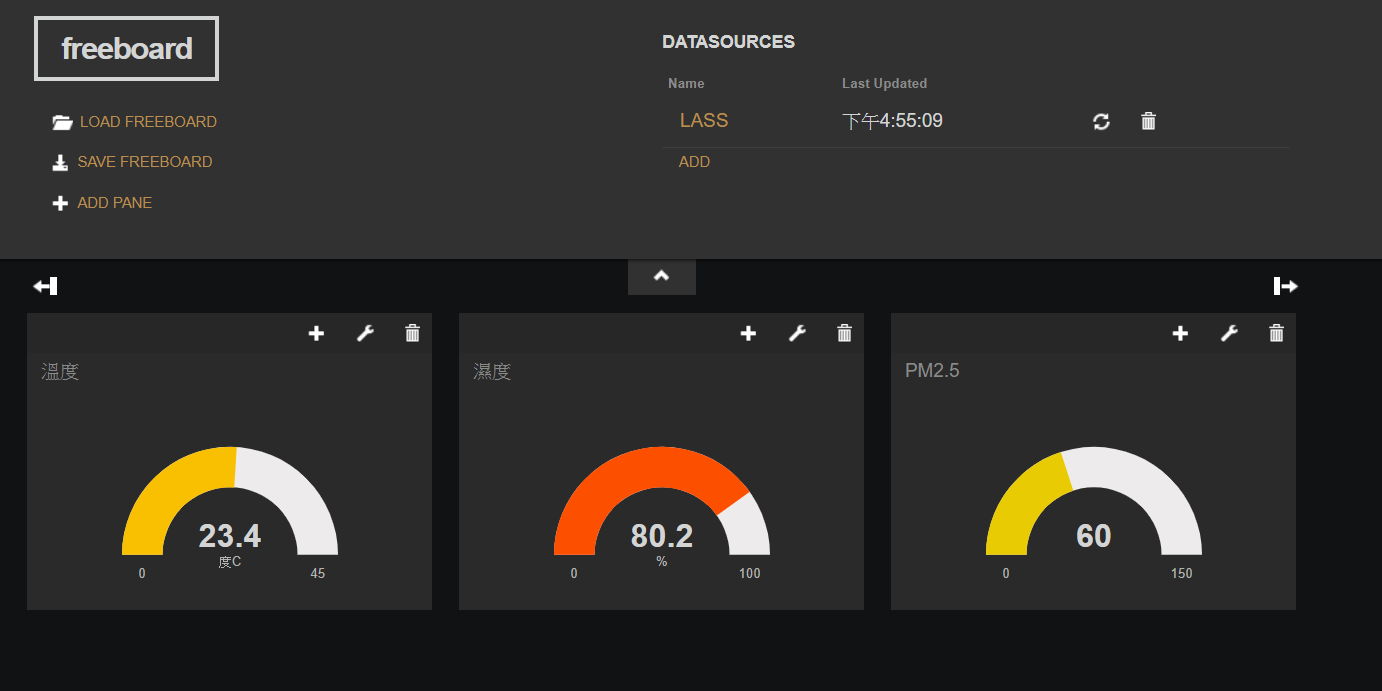 freeboard
LOAD FREEBOARD
SAVE FREEBOARD
ADD PANE
DATASOURCES
Name Last Updated
LASS 下午4:55:09
ADD
溫度
23.4
度C
0 45
濕度
80.2
%
0 100
PM2.5
60
0 150